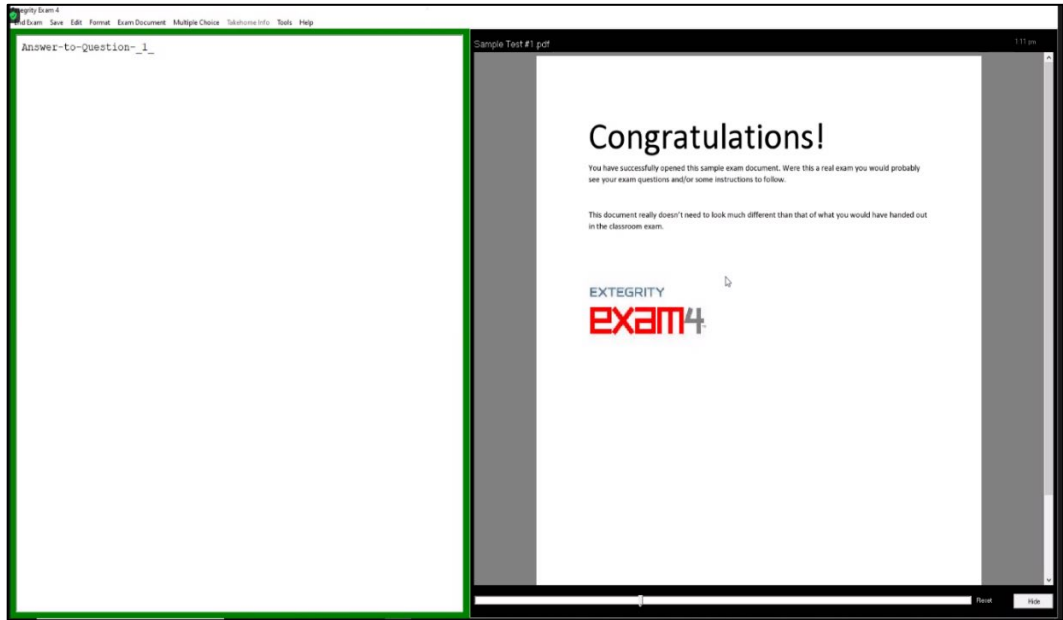 Extegrity Exam 4
End Exam Save Edit Format Exam Document Multiple Choice Takehome Info Tools Help
Answer-to-Question-_1_
Sample Test #1.pdf
1:11 pm
Congratulations!
You have successfully opened this sample exam document. Were this a real exam you would probably
see your exam questions and/or some instructions to follow.
This document really doesn't need to look much different than that of what you would have handed out
in the classroom exam.
EXTEGRITY
exam4
Reset
Hide